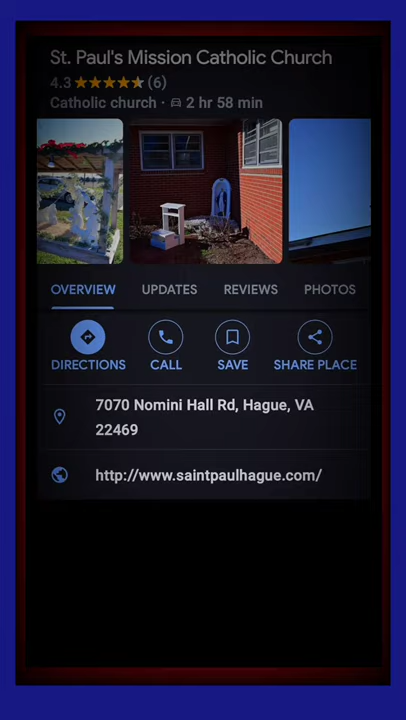 St. Paul's Mission Catholic Church
4.3 (6)
Catholic church · 2 hr 58 min
OVERVIEW UPDATES REVIEWS PHOTOS
DIRECTIONS CALL SAVE SHARE PLACE
7070 Nomini Hall Rd, Hague, VA
22469
http://www.saintpaulhague.com/